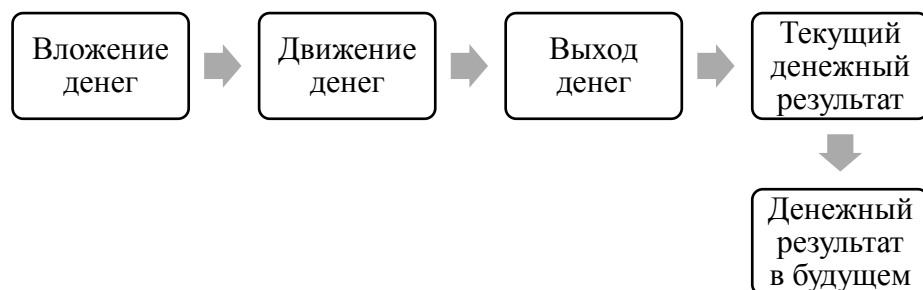 Вложение
денег
Движение
денег
Выход
денег
Текущий
денежный
результат
Денежный
результат
в будущем